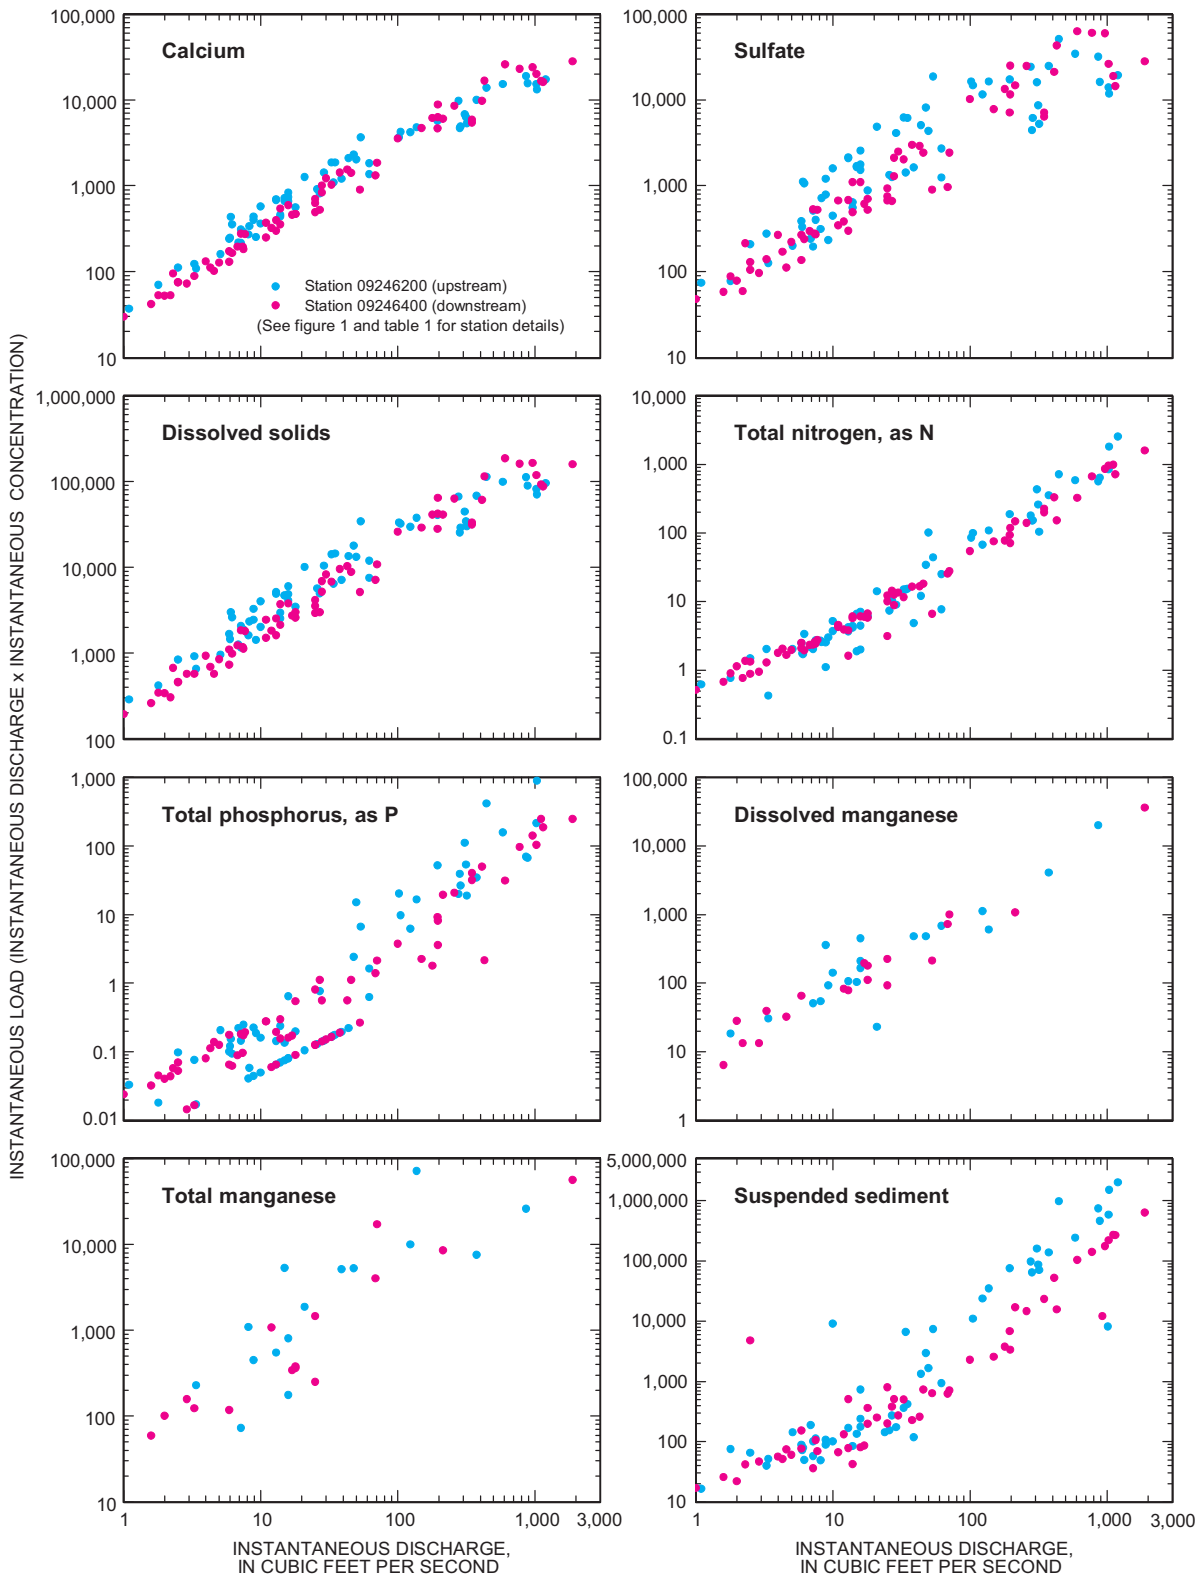 INSTANTANEOUS LOAD (INSTANTANEOUS DISCHARGE x INSTANTANEOUS CONCENTRATION)
Calcium
100,000
10,000
1,000
100
10
Station 09246200 (upstream)
Station 09246400 (downstream)
(See figure 1 and table 1 for station details)
Sulfate
100,000
10,000
1,000
100
10
Dissolved solids
1,000,000
100,000
10,000
1,000
100
Total nitrogen, as N
10,000
1,000
100
10
1
0.1
Total phosphorus, as P
1,000
100
10
1
0.1
0.01
Dissolved manganese
100,000
10,000
1,000
100
10
1
Total manganese
100,000
10,000
1,000
100
10
1 10 100 1,000 3,000
INSTANTANEOUS DISCHARGE,
IN CUBIC FEET PER SECOND
Suspended sediment
5,000,000
1,000,000
100,000
10,000
1,000
100
10
1 10 100 1,000 3,000
INSTANTANEOUS DISCHARGE,
IN CUBIC FEET PER SECOND